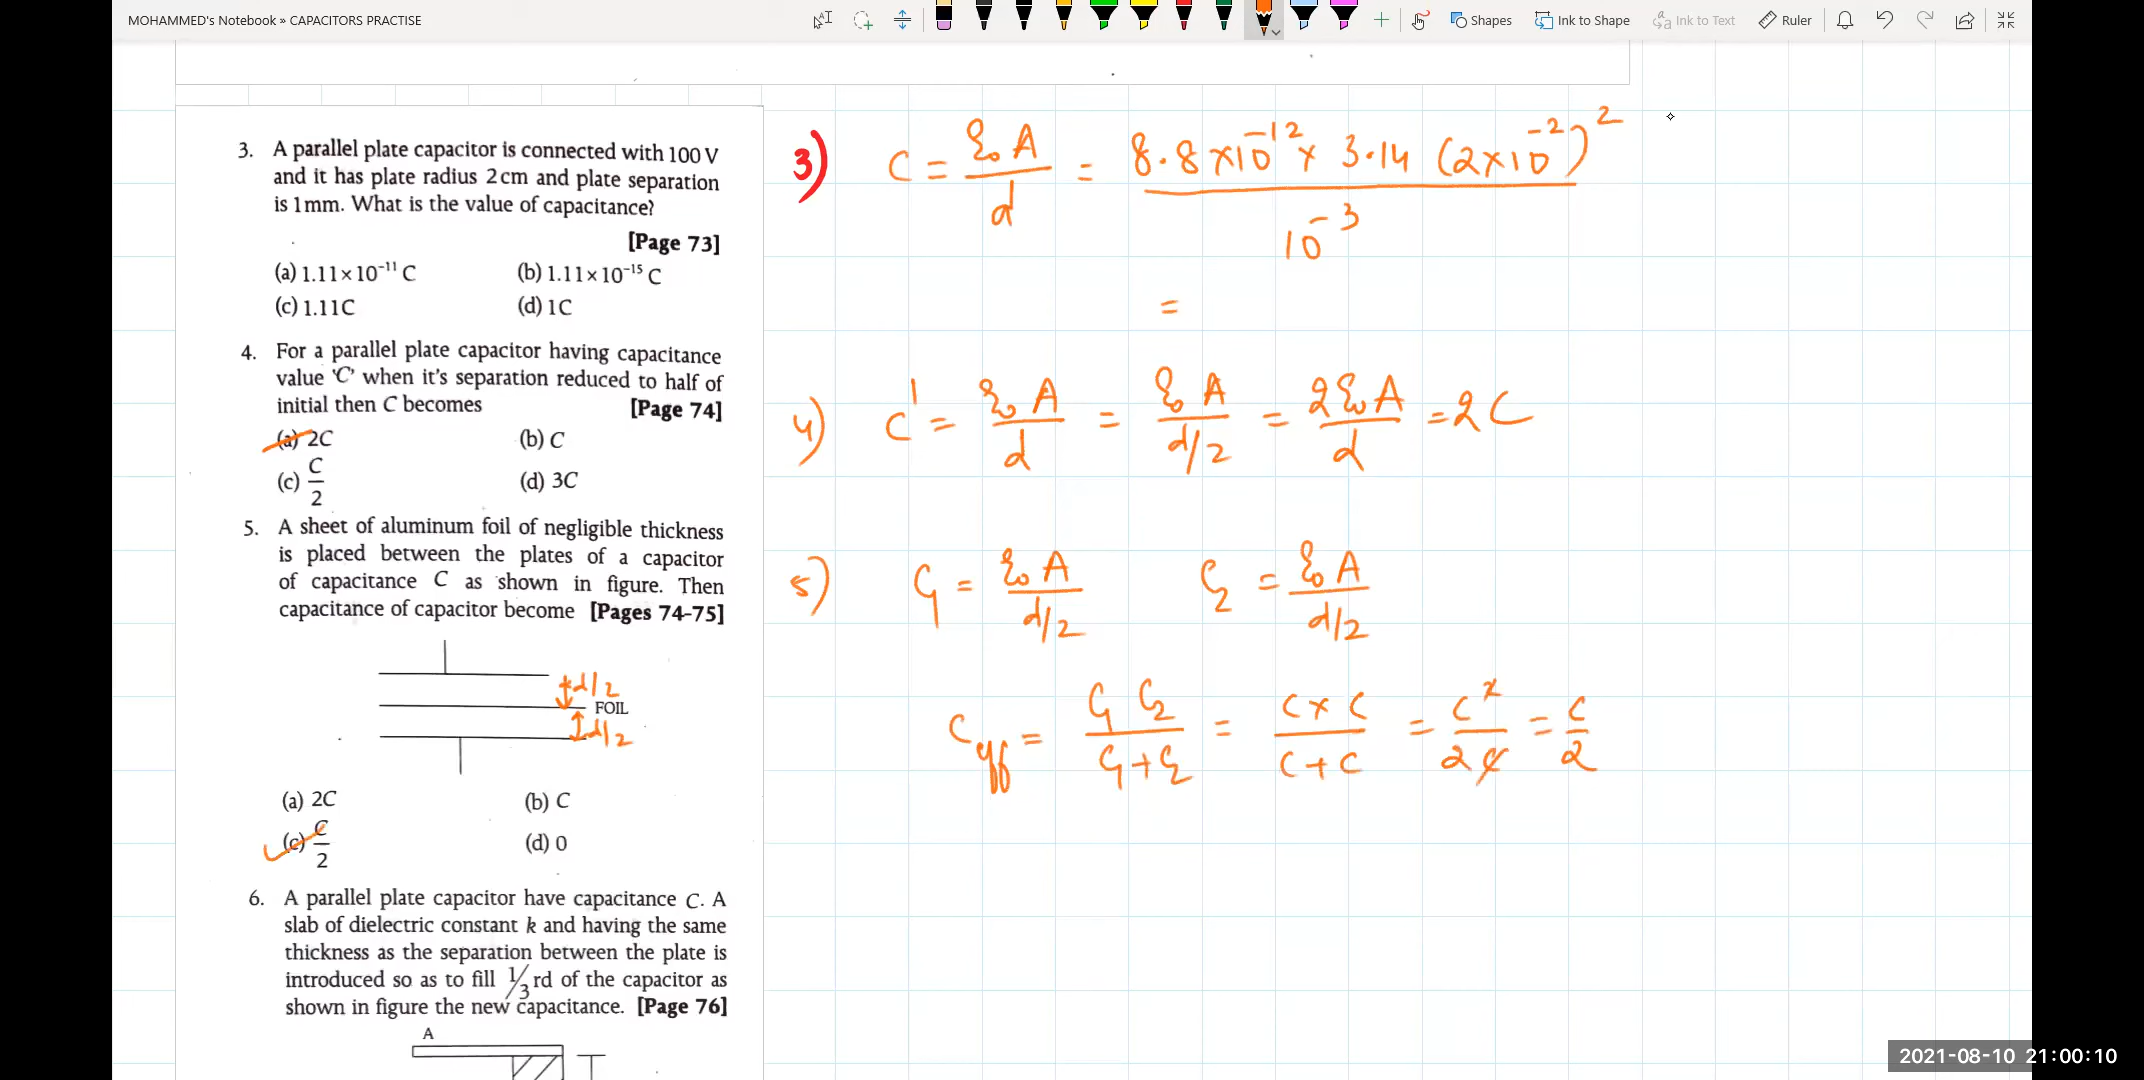 MOHAMMED's Notebook » CAPACITORS PRACTISE
Shapes Ink to Shape Ink to Text Ruler
3. A parallel plate capacitor is connected with 100 V
and it has plate radius 2 cm and plate separation
is 1 mm. What is the value of capacitance?
[Page 73]
(a) 1.11 × 10⁻¹¹ C (b) 1.11 × 10⁻¹⁵ C
(c) 1.11C (d) 1C
4. For a parallel plate capacitor having capacitance
value 'C' when it's separation reduced to half of
initial then C becomes [Page 74]
(a) 2C (b) C
(c) C/2 (d) 3C
5. A sheet of aluminum foil of negligible thickness
is placed between the plates of a capacitor
of capacitance C as shown in figure. Then
capacitance of capacitor become [Pages 74-75]
d/2
FOIL
d/2
(a) 2C (b) C
(c) C/2 (d) 0
6. A parallel plate capacitor have capacitance C. A
slab of dielectric constant k and having the same
thickness as the separation between the plate is
introduced so as to fill 1/3 rd of the capacitor as
shown in figure the new capacitance. [Page 76]
A
3) C = ε₀A/d = 8.8×10⁻¹² × 3.14 (2×10⁻²)² / 10⁻³
=
4) C' = ε₀A/d = ε₀A/d/2 = 2ε₀A/d = 2C
5) C₁ = ε₀A/d/2 C₂ = ε₀A/d/2
Ceff = C₁C₂/C₁+C₂ = C×C/C+C = C²/2C = C/2
2021-08-10 21:00:10